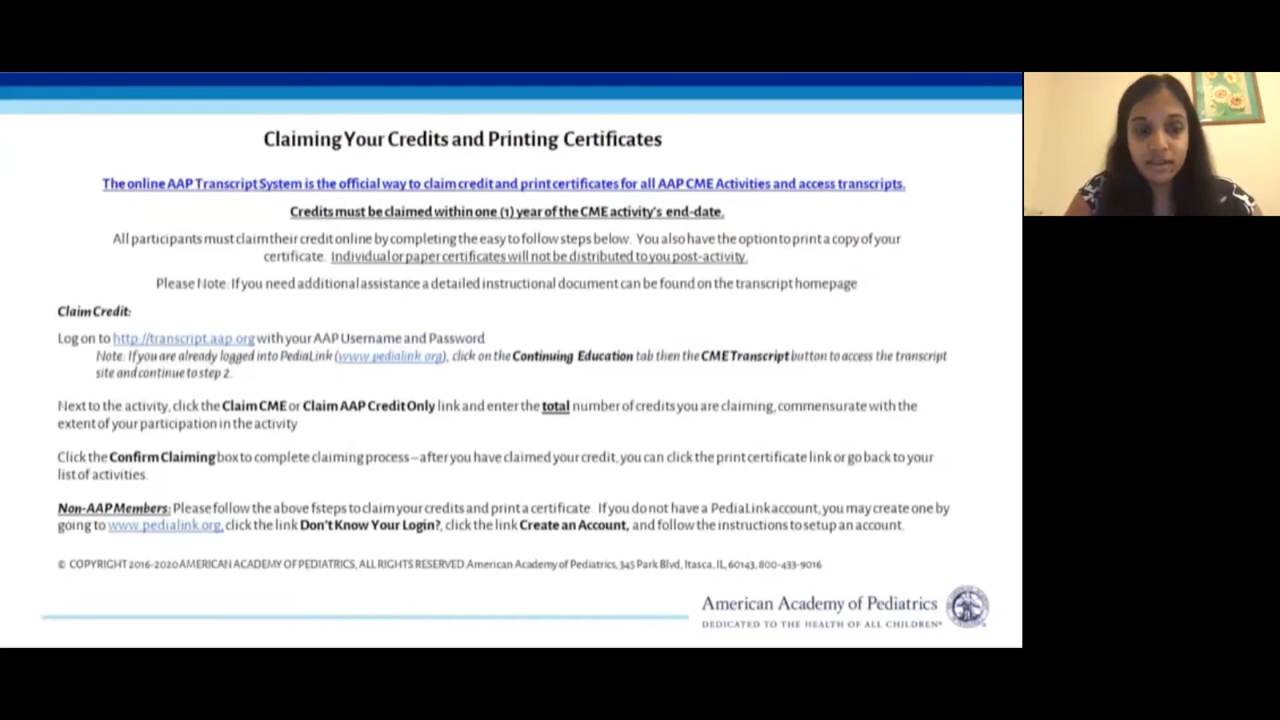 Claiming Your Credits and Printing Certificates
The online AAP Transcript System is the official way to claim credit and print certificates for all AAP CME Activities and access transcripts.
Credits must be claimed within one (1) year of the CME activity's end-date.
All participants must claim their credit online by completing the easy to follow steps below. You also have the option to print a copy of your
certificate. Individual or paper certificates will not be distributed to you post-activity.
Please Note: If you need additional assistance a detailed instructional document can be found on the transcript homepage
Claim Credit:
Log on to http://transcript.aap.org with your AAP Username and Password
Note: If you are already logged into PediaLink (www.pedialink.org), click on the Continuing Education tab then the CME Transcript button to access the transcript
site and continue to step 2.
Next to the activity, click the Claim CME or Claim AAP Credit Only link and enter the total number of credits you are claiming, commensurate with the
extent of your participation in the activity
Click the Confirm Claiming box to complete claiming process – after you have claimed your credit, you can click the print certificate link or go back to your
list of activities.
Non-AAP Members: Please follow the above fsteps to claim your credits and print a certificate. If you do not have a PediaLink account, you may create one by
going to www.pedialink.org, click the link Don't Know Your Login?, click the link Create an Account, and follow the instructions to setup an account.
© COPYRIGHT 2016-2020 AMERICAN ACADEMY OF PEDIATRICS, ALL RIGHTS RESERVED American Academy of Pediatrics, 345 Park Blvd, Itasca, IL, 60143, 800-433-9016
American Academy of Pediatrics
DEDICATED TO THE HEALTH OF ALL CHILDREN®